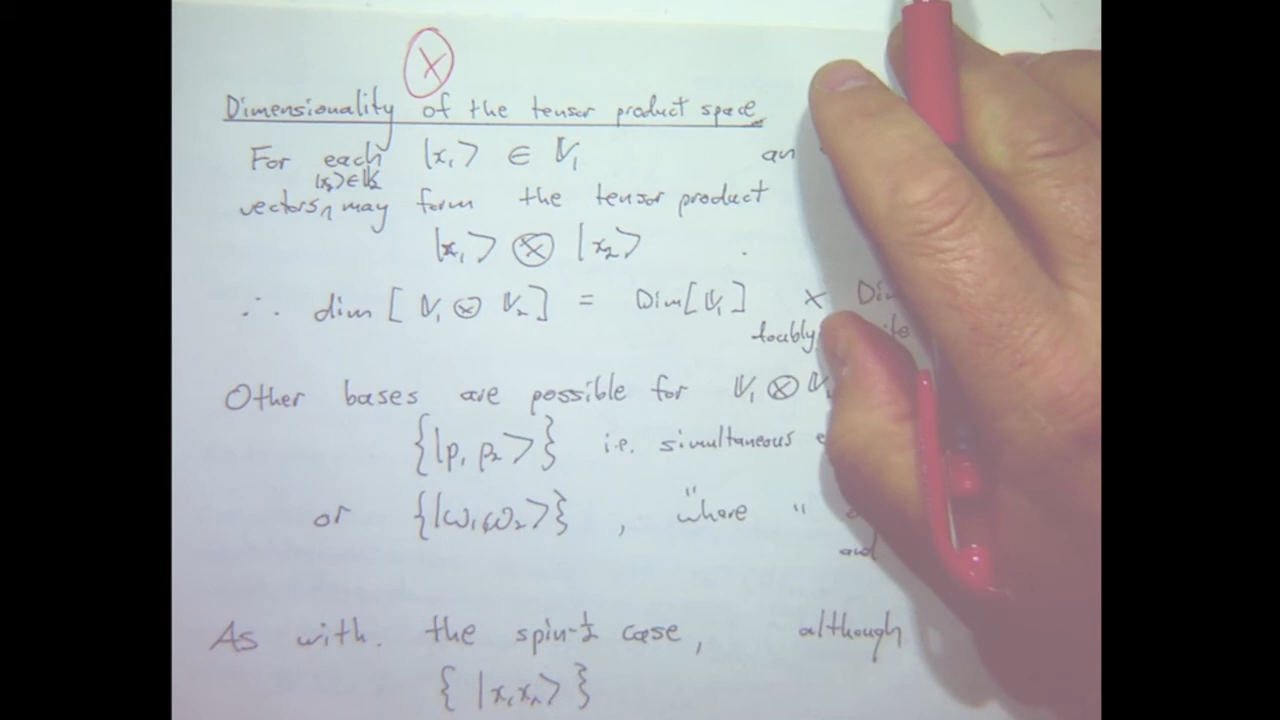 X
Dimensionality of the tensor product space
For each |x₁⟩ ∈ V₁ an
|x₂⟩∈V₂
vectors, may form the tensor product
|x₁⟩ ⊗ |x₂⟩
∴ dim [ V₁ ⊗ V₂ ] = Dim[V₁] x Di
Other bases are possible for V₁ ⊗ V
{|p₁ p₂⟩} i.e. simultaneous e
or {|ω₁ω₂⟩} , "where "
and
As with. the spin-½ case, although
{ |x₁x₂⟩ }